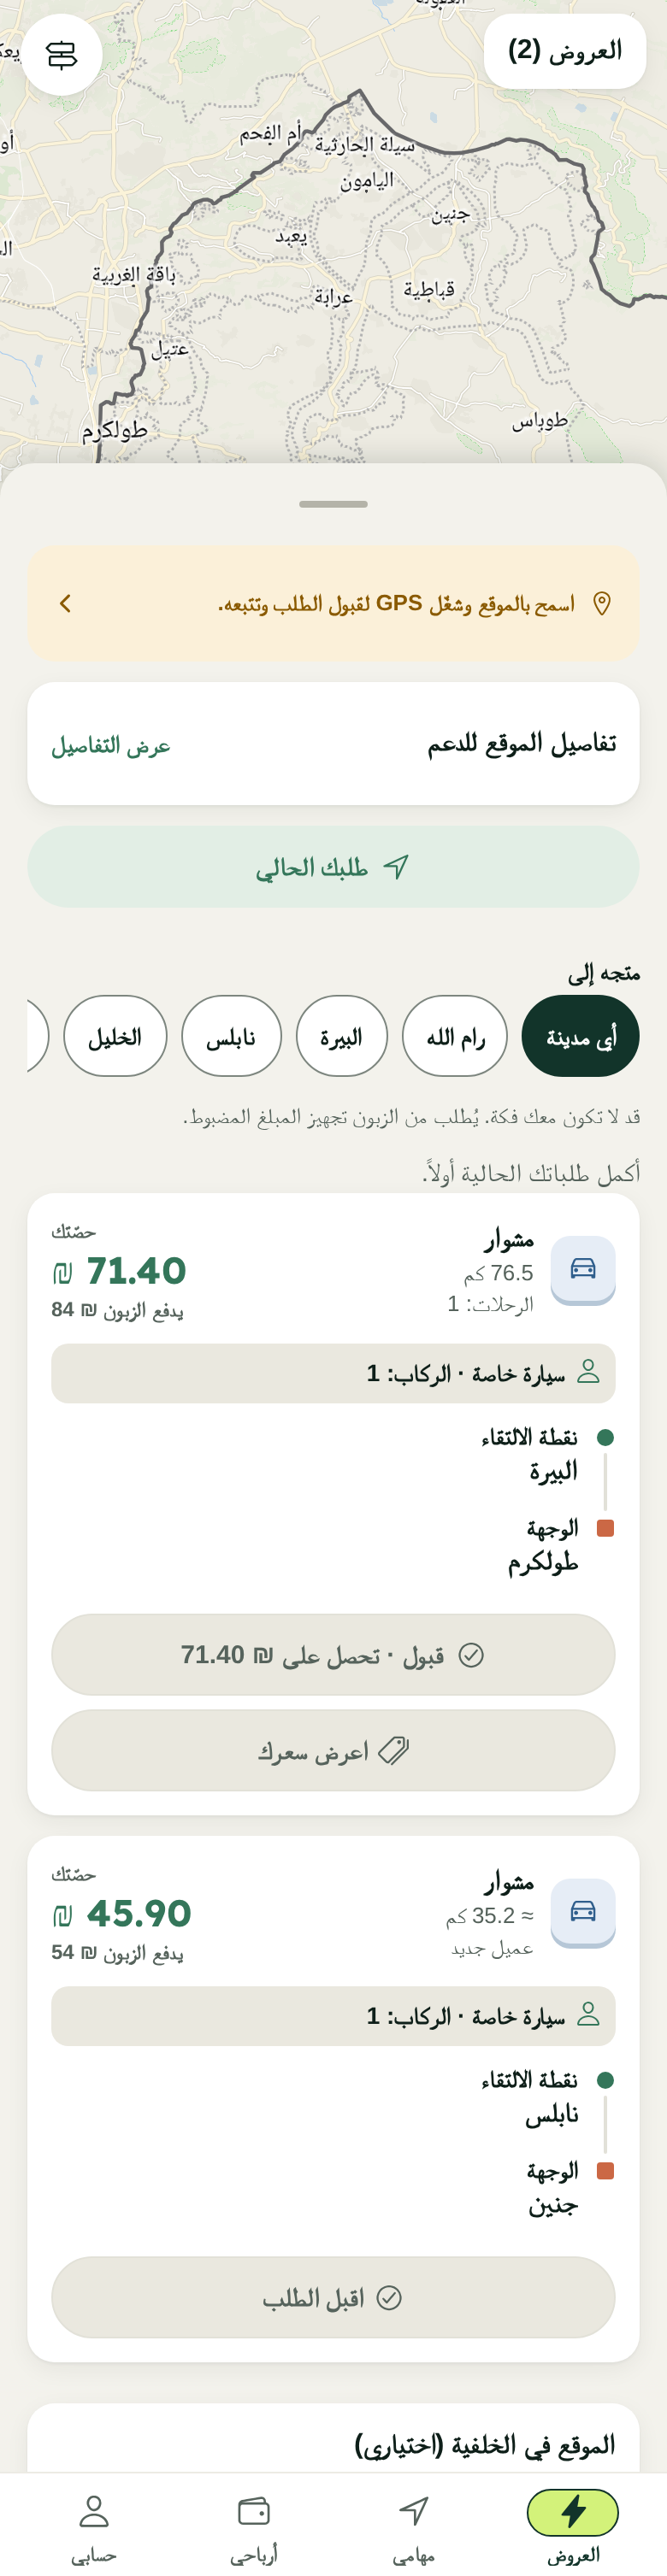 العروض (2)
أم الفحم
سيلة الحارثية
اليامون
جنين
يعبد
باقة الغربية
عرابة
قباطية
عتيل
طولكرم
طوباس
اسمح بالموقع وشغّل GPS لقبول الطلب وتتبعه.
تفاصيل الموقع للدعم
عرض التفاصيل
طلبك الحالي
متجه إلى
أي مدينة
رام الله
البيرة
نابلس
الخليل
قد لا تكون معك فكة. يُطلب من الزبون تجهيز المبلغ المضبوط.
أكمل طلباتك الحالية أولاً.
مشوار
76.5 كم
الرحلات: 1
حصّتك
71.40 ₪
يدفع الزبون ₪ 84
سيارة خاصة · الركاب: 1
نقطة الالتقاء
البيرة
الوجهة
طولكرم
قبول · تحصل على ₪ 71.40
اعرض سعرك
مشوار
≈ 35.2 كم
عميل جديد
حصّتك
45.90 ₪
يدفع الزبون ₪ 54
سيارة خاصة · الركاب: 1
نقطة الالتقاء
نابلس
الوجهة
جنين
اقبل الطلب
الموقع في الخلفية (اختياري)
العروض
مهامي
أرباحي
حسابي